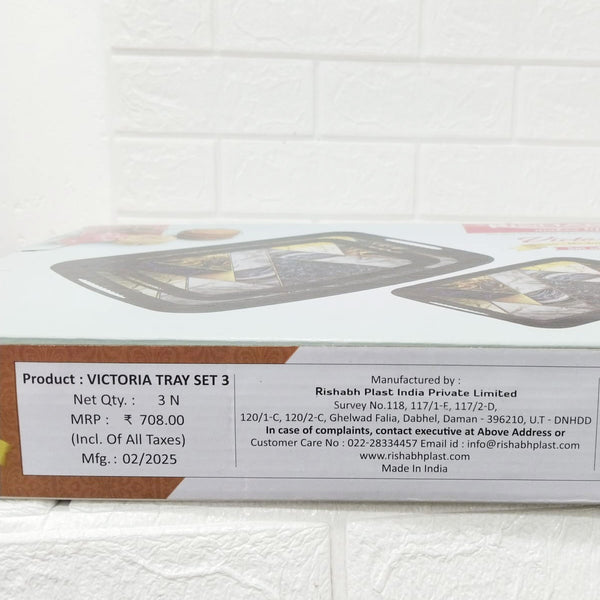 Product : VICTORIA TRAY SET 3
Net Qty. : 3 N
MRP : ₹ 708.00
(Incl. Of All Taxes)
Mfg. : 02/2025
Manufactured by :
Rishabh Plast India Private Limited
Survey No.118, 117/1-E, 117/2-D,
120/1-C, 120/2-C, Ghelwad Falia, Dabhel, Daman - 396210, U.T - DNHDD
In case of complaints, contact executive at Above Address or
Customer Care No : 022-28334457 Email id : info@rishabhplast.com
www.rishabhplast.com
Made In India